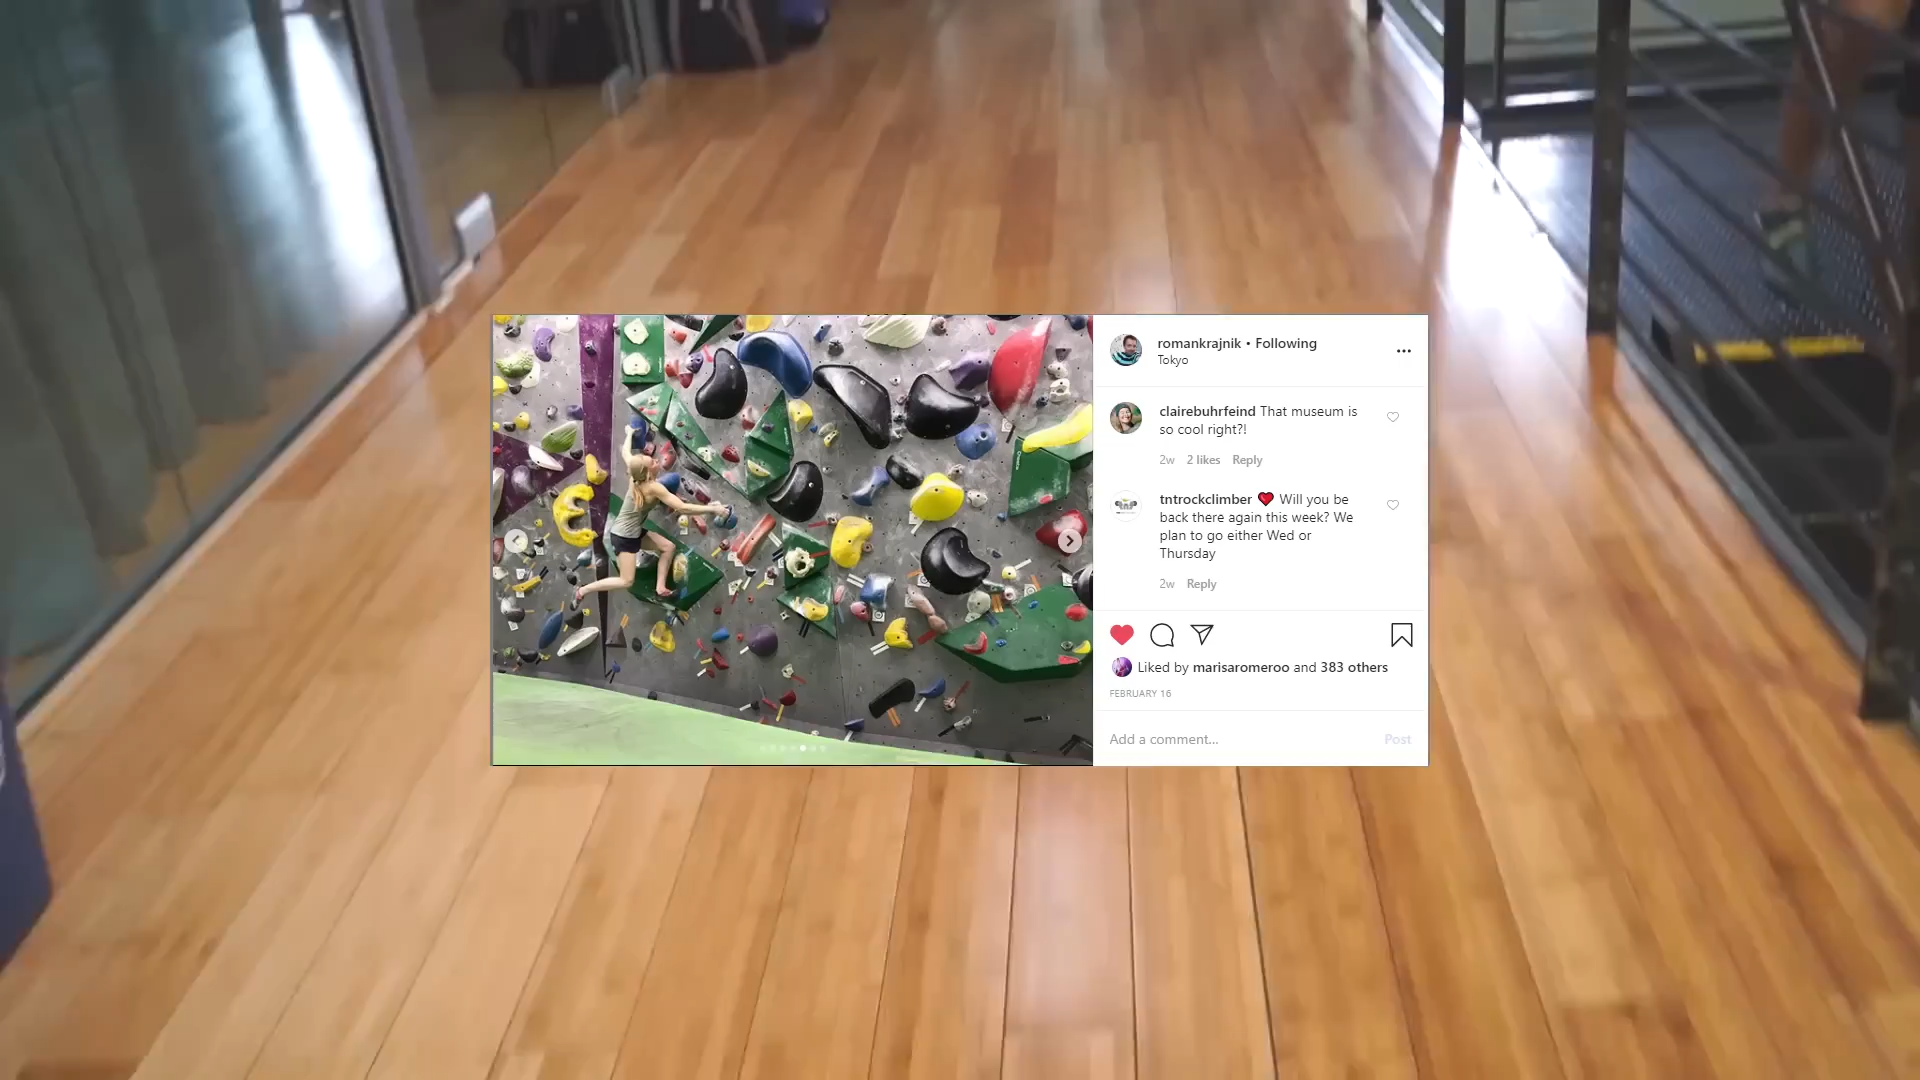 romankrajnik • Following
Tokyo
clairebuhrfeind That museum is
so cool right?!
2w 2 likes Reply
tntrockclimber ❤ Will you be
back there again this week? We
plan to go either Wed or
Thursday
2w Reply
Liked by marisaromeroo and 383 others
FEBRUARY 16
Add a comment...
Post